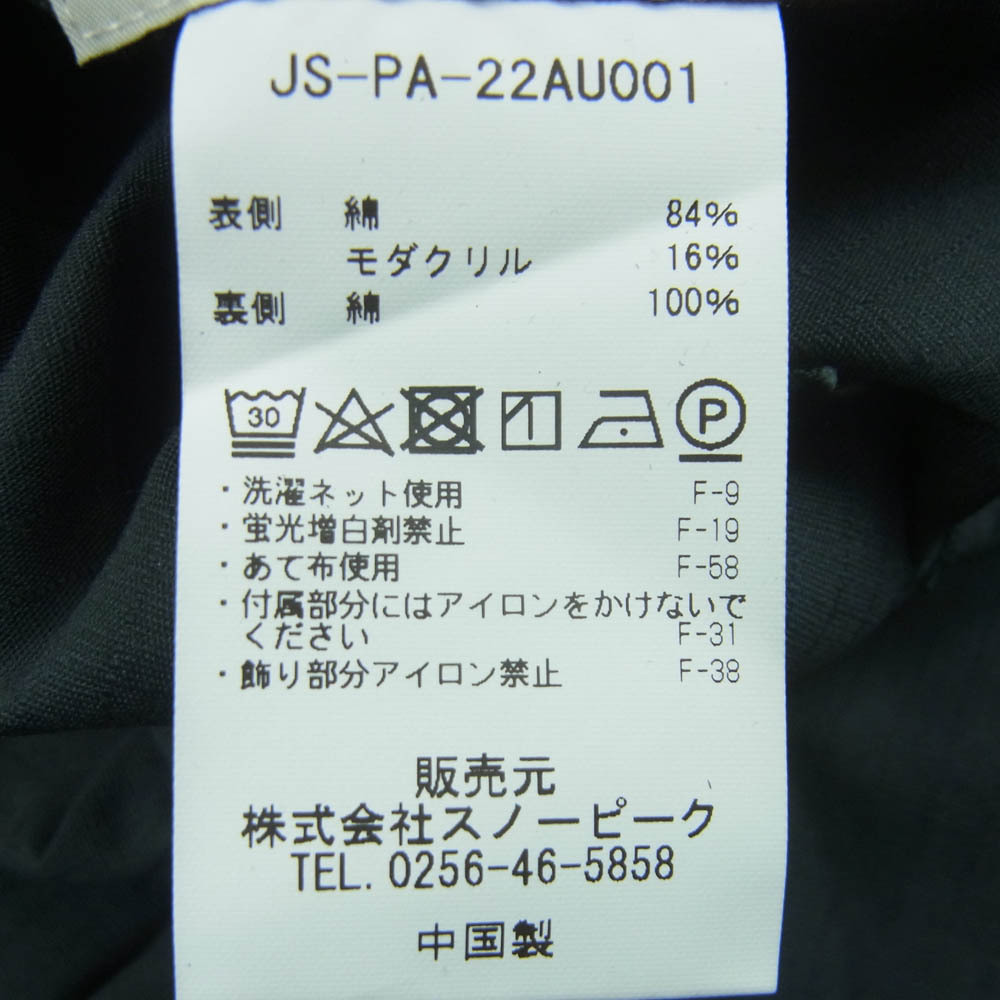 JS-PA-22AU001
表側 綿 84%
モダクリル 16%
裏側 綿 100%
30 P
・洗濯ネット使用 F-9
・蛍光増白剤禁止 F-19
・あて布使用 F-58
・付属部分にはアイロンをかけないで
ください F-31
・飾り部分アイロン禁止 F-38
販売元
株式会社スノーピーク
TEL. 0256-46-5858
中国製